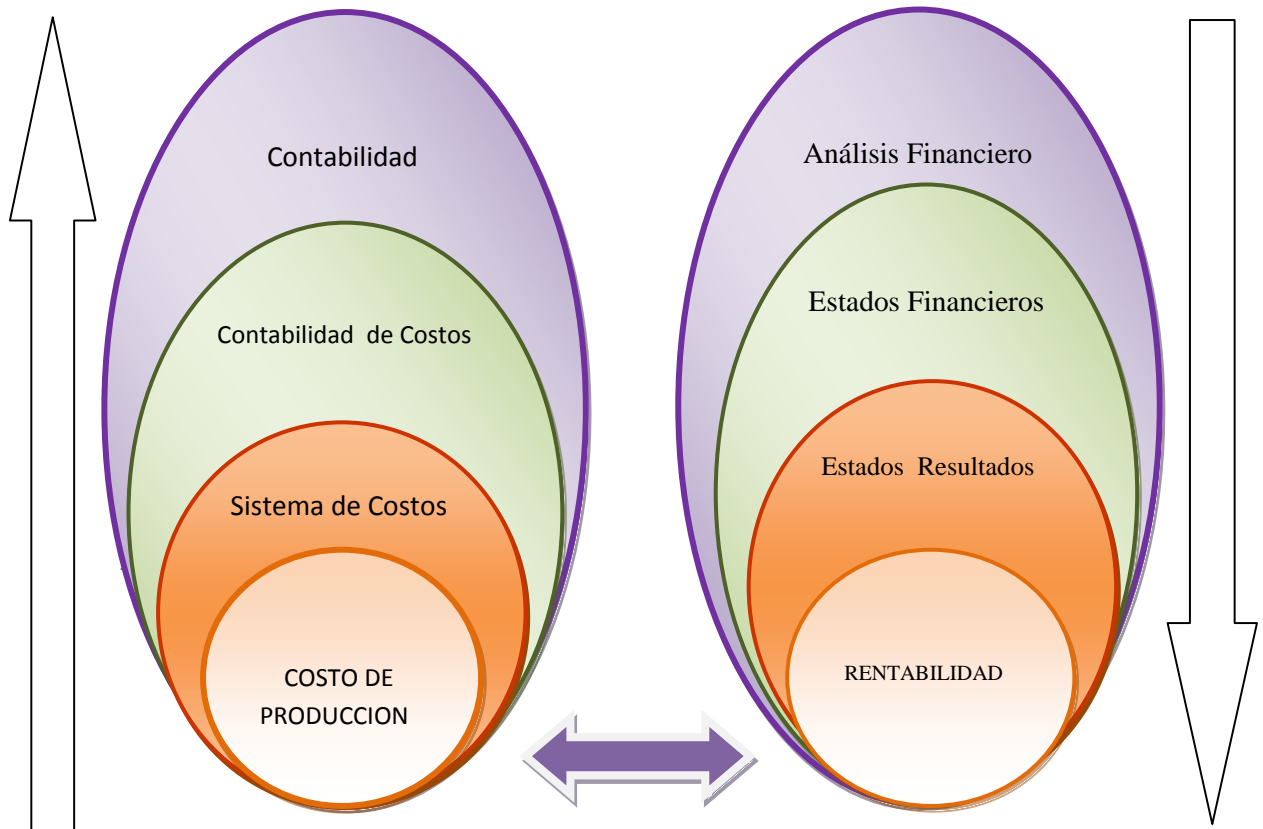 Contabilidad
Contabilidad de Costos
Sistema de Costos
COSTO DE
PRODUCCION
Análisis Financiero
Estados Financieros
Estados Resultados
RENTABILIDAD